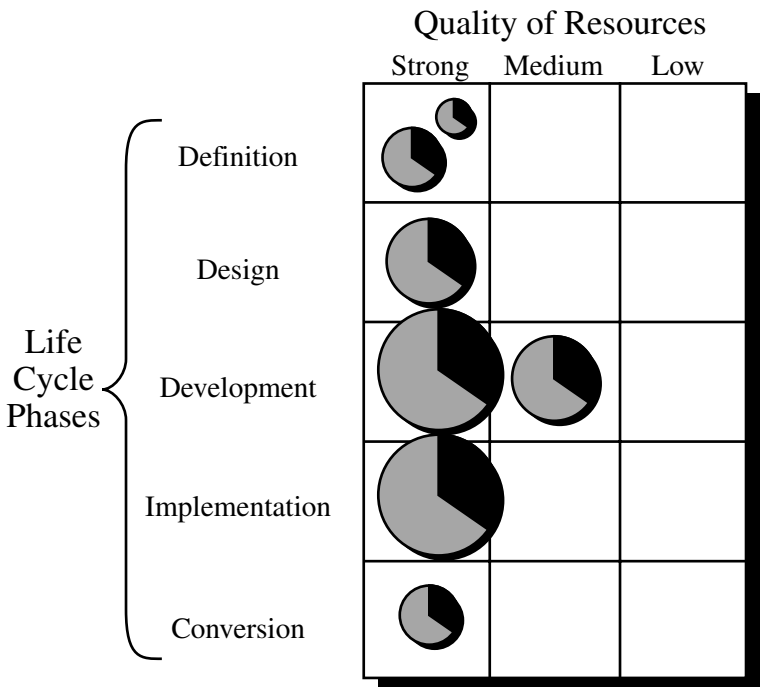 Quality of Resources
Strong Medium Low
Definition
Design
Life
Cycle
Phases
Development
Implementation
Conversion